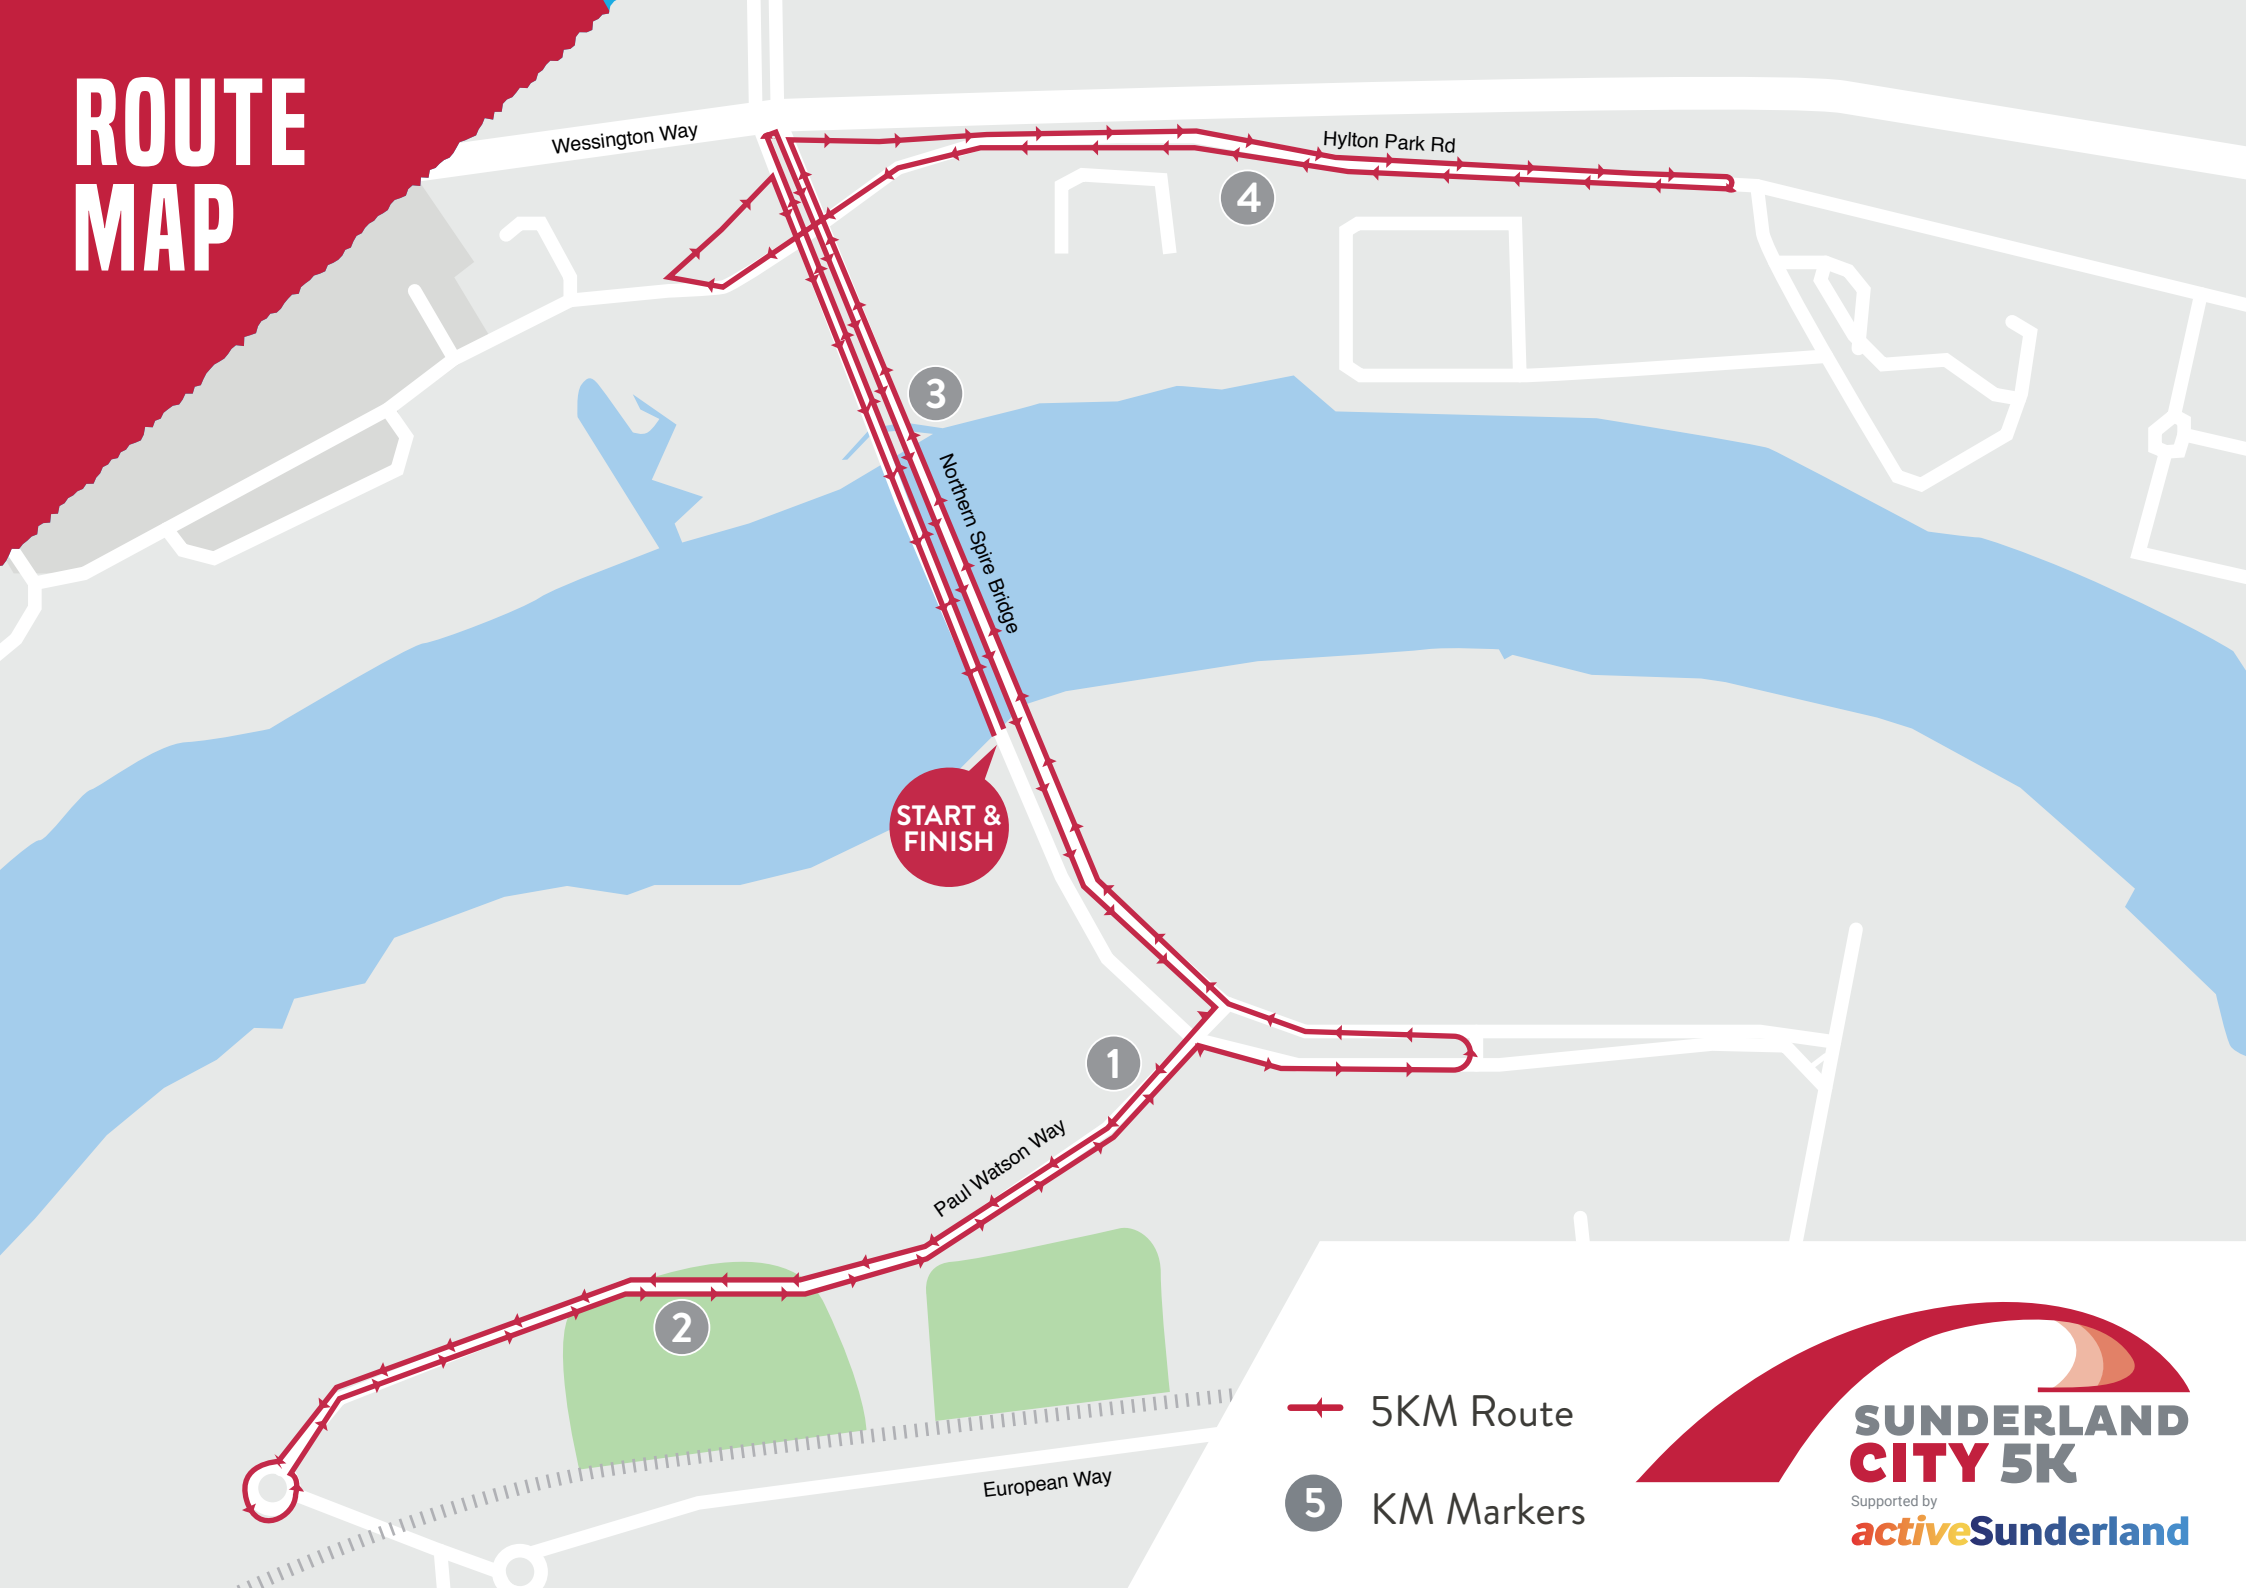 ROUTE
MAP
Wessington Way
Hylton Park Rd
4
3
Northern Spire Bridge
START &
FINISH
1
Paul Watson Way
2
European Way
5KM Route
5
KM Markers
SUNDERLAND
CITY 5K
Supported by
activeSunderland